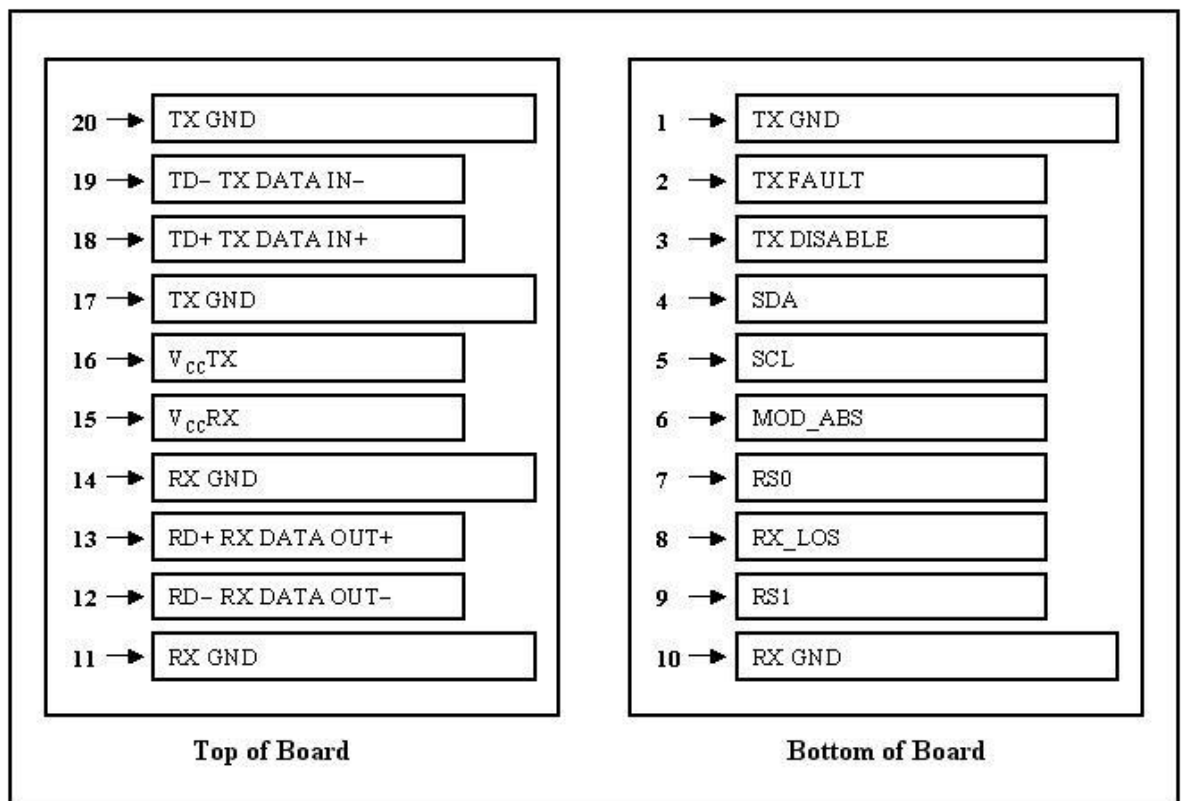 20 TX GND
19 TD– TX DATA IN–
18 TD+ TX DATA IN+
17 TX GND
16 VCCTX
15 VCCRX
14 RX GND
13 RD+ RX DATA OUT+
12 RD– RX DATA OUT–
11 RX GND
Top of Board
1 TX GND
2 TX FAULT
3 TX DISABLE
4 SDA
5 SCL
6 MOD_ABS
7 RS0
8 RX_LOS
9 RS1
10 RX GND
Bottom of Board